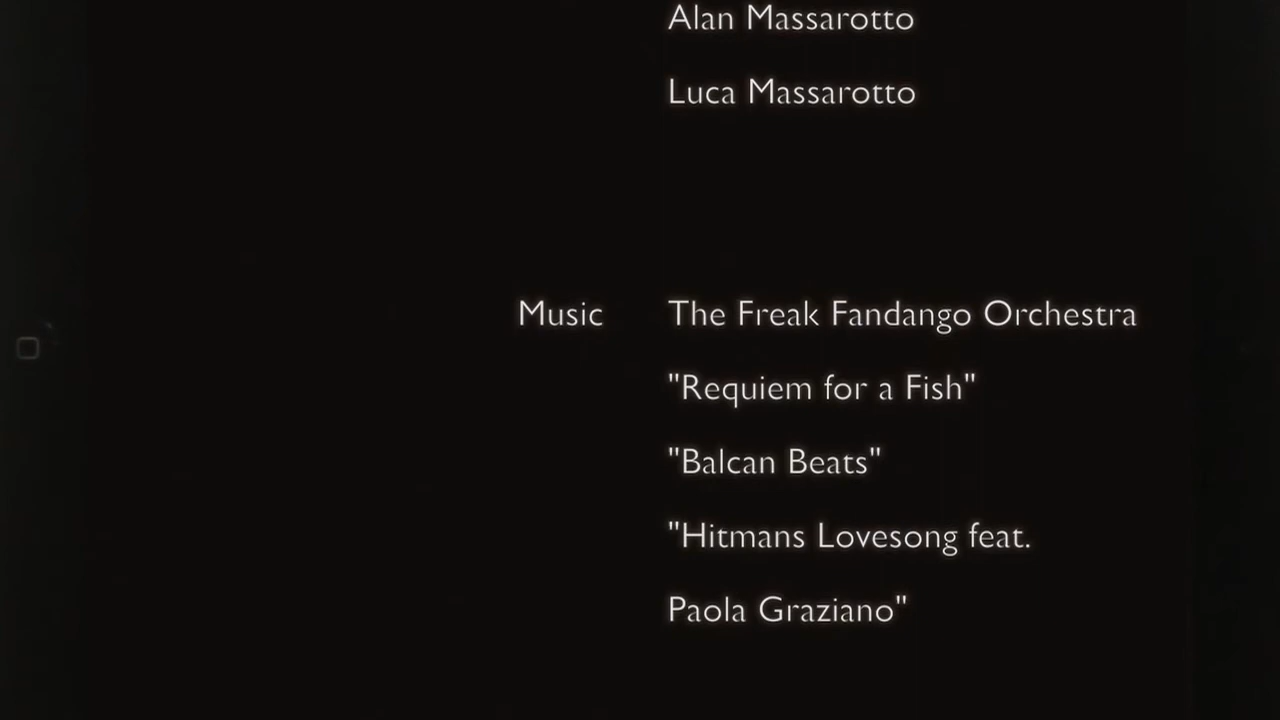 Alan Massarotto
Luca Massarotto
Music The Freak Fandango Orchestra
"Requiem for a Fish"
"Balcan Beats"
"Hitmans Lovesong feat.
Paola Graziano"